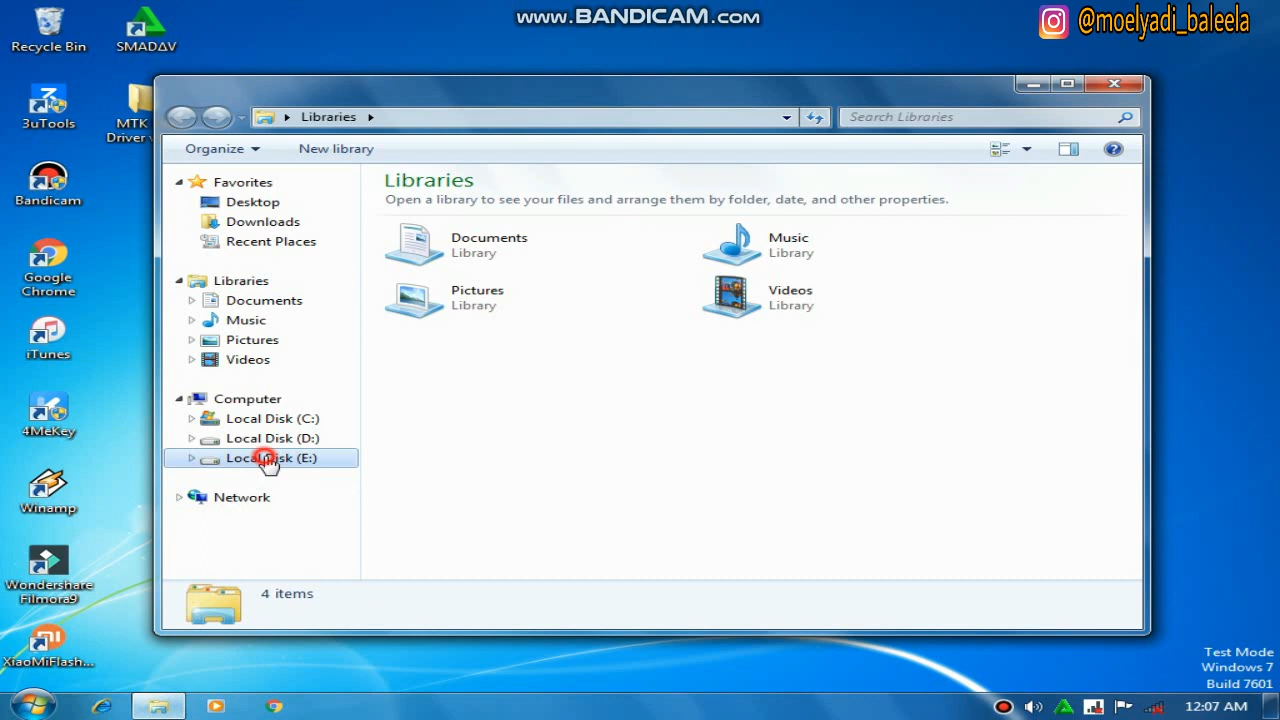 www.BANDICAM.com
@moelyadi_baleela
Recycle Bin
SMADΔV
3uTools
MTK
Driver v
Bandicam
Google
Chrome
iTunes
4MeKey
Winamp
Wondershare
Filmora9
XiaoMiFlash...
Libraries
Search Libraries
Organize
New library
Favorites
Desktop
Downloads
Recent Places
Libraries
Documents
Music
Pictures
Videos
Computer
Local Disk (C:)
Local Disk (D:)
Local Disk (E:)
Network
Libraries
Open a library to see your files and arrange them by folder, date, and other properties.
Documents
Library
Music
Library
Pictures
Library
Videos
Library
4 items
Test Mode
Windows 7
Build 7601
12:07 AM